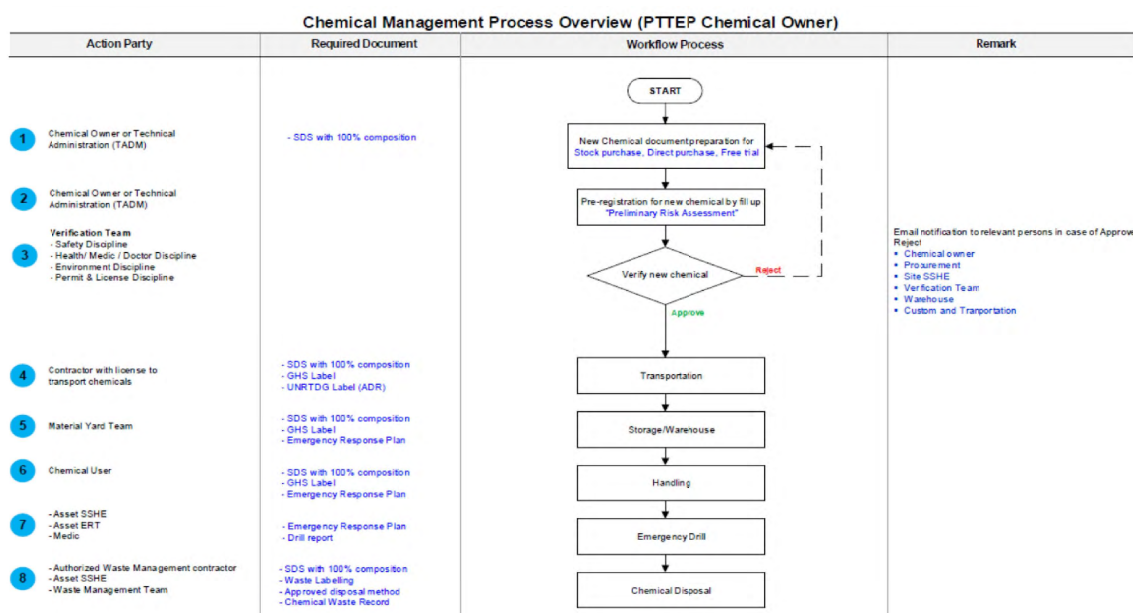 Chemical Management Process Overview (PTTEP Chemical Owner)
Action Party
Required Document
Workflow Process
Remark
START
1
Chemical Owner or Technical
Administration (TADM)
- SDS with 100% composition
New Chemical document preparation for
Stock purchase, Direct purchase, Free trial
2
Chemical Owner or Technical
Administration (TADM)
Pre-registration for new chemical by fill up
"Preliminary Risk Assessment"
3
Verification Team
- Safety Discipline
- Health/ Medic / Doctor Discipline
- Environment Discipline
- Permit & License Discipline
Verify new chemical
Reject
Approve
Email notification to relevant persons in case of Approve
Reject
▪ Chemical owner
▪ Procurement
▪ Site SSHE
▪ Verfication Team
▪ Warehouse
▪ Custom and Tranportation
4
Contractor with license to
transport chemicals
- SDS with 100% composition
- GHS Label
- UNRTDG Label (ADR)
Transportation
5
Material Yard Team
- SDS with 100% composition
- GHS Label
- Emergency Response Plan
Storage/Warehouse
6
Chemical User
- SDS with 100% composition
- GHS Label
- Emergency Response Plan
Handling
7
-Asset SSHE
-Asset ERT
-Medic
- Emergency Response Plan
- Drill report
Emergency Drill
8
-Authorized Waste Management contractor
-Asset SSHE
-Waste Management Team
- SDS with 100% composition
- Waste Labelling
- Approved disposal method
- Chemical Waste Record
Chemical Disposal